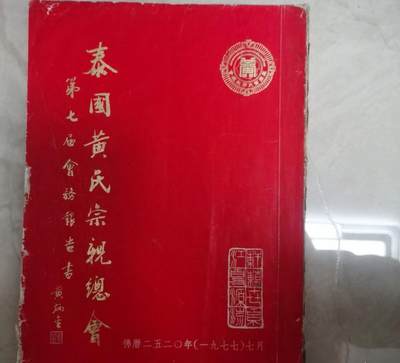 泰國黃氏宗親總會
第七屆會務報告書
佛曆二五二〇年(一九七七)七月